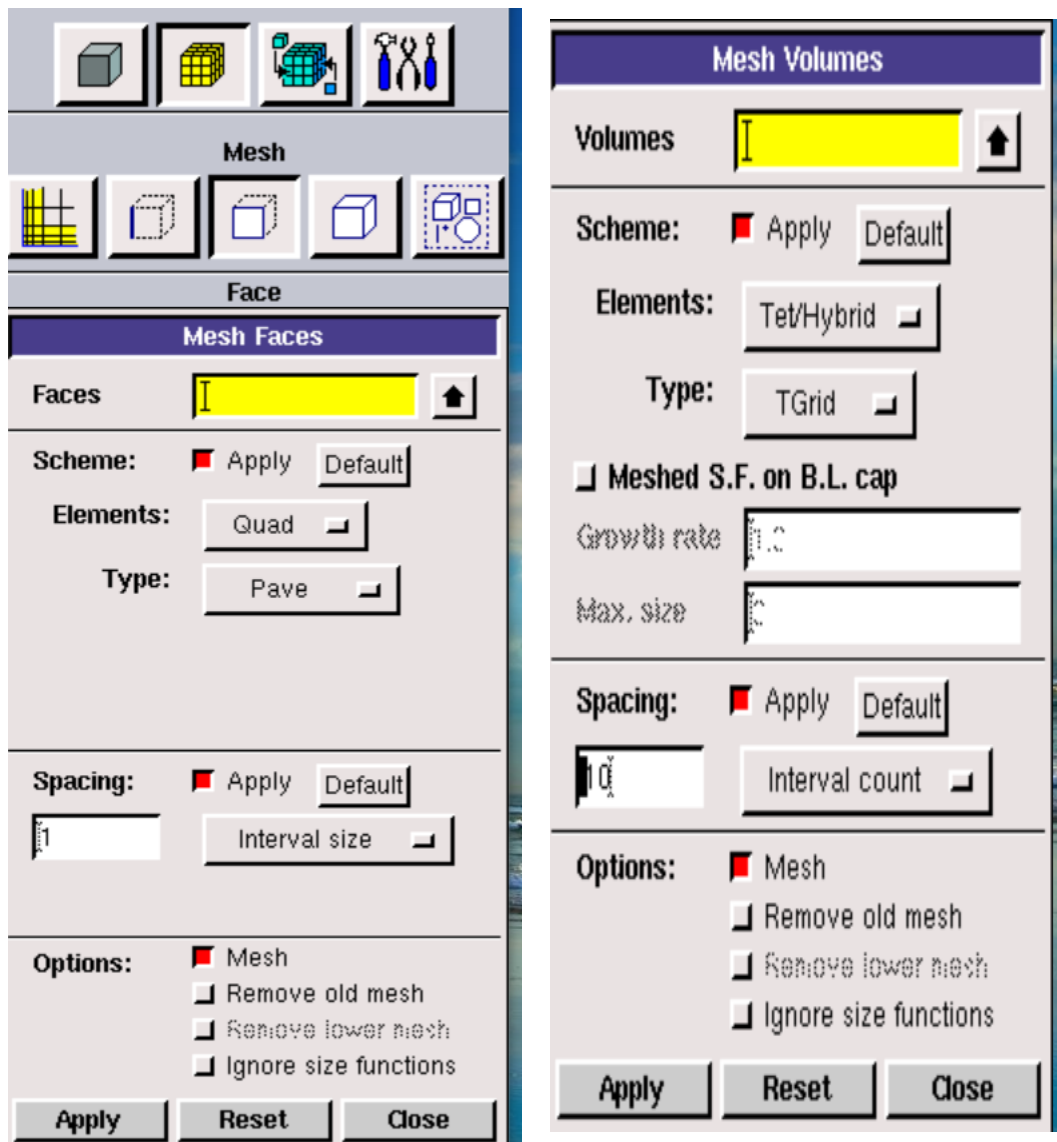 Mesh
Face
Mesh Faces
Faces
Scheme: Apply Default
Elements: Quad
Type: Pave
Spacing: Apply Default
1 Interval size
Options: Mesh
Remove old mesh
Remove lower mesh
Ignore size functions
Apply Reset Close
Mesh Volumes
Volumes
Scheme: Apply Default
Elements: Tet/Hybrid
Type: TGrid
Meshed S.F. on B.L. cap
Growth rate
Max. size
Spacing: Apply Default
10 Interval count
Options: Mesh
Remove old mesh
Remove lower mesh
Ignore size functions
Apply Reset Close